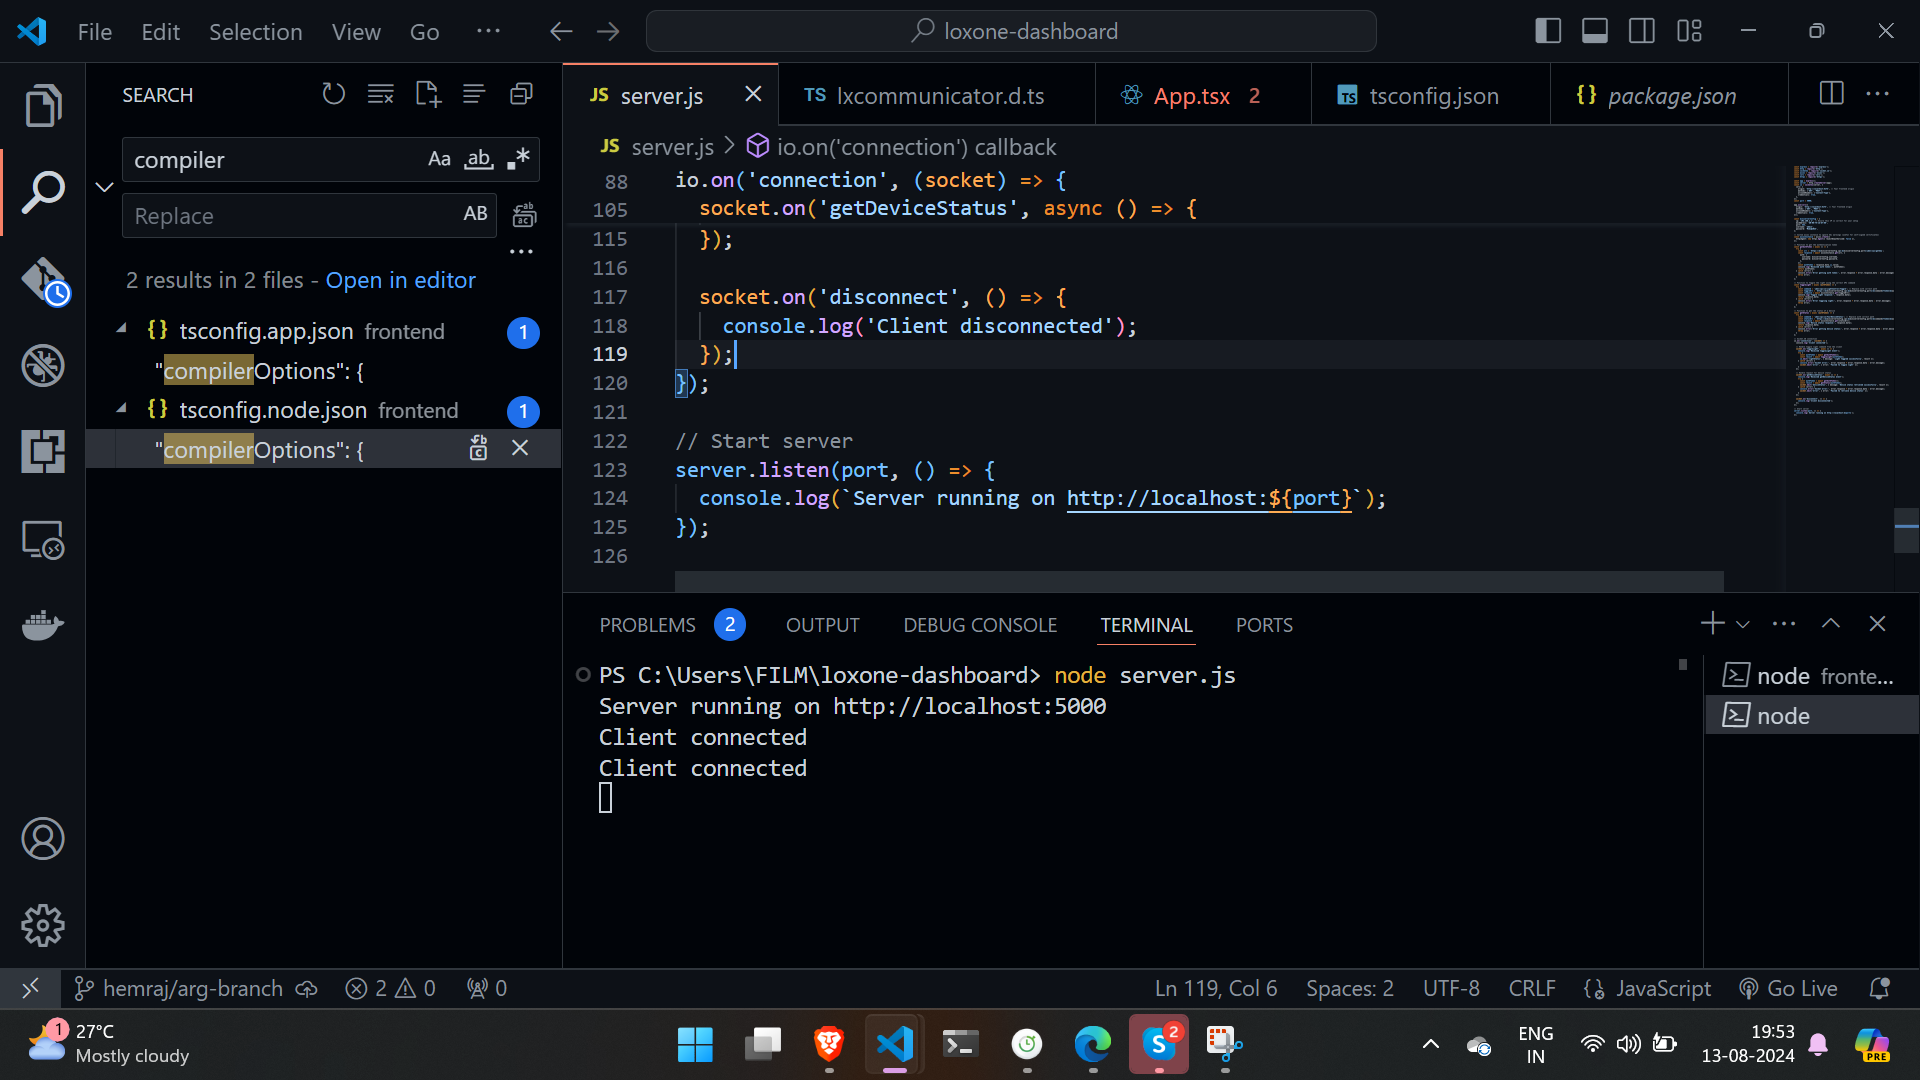 File Edit Selection View Go ···
loxone-dashboard
SEARCH
compiler
Aa ab .*
Replace
AB
2 results in 2 files - Open in editor
{} tsconfig.app.json frontend 1
"compilerOptions": {
{} tsconfig.node.json frontend 1
"compilerOptions": {
JS server.js
TS lxcommunicator.d.ts
App.tsx 2
TS tsconfig.json
{} package.json
JS server.js > io.on('connection') callback
88 io.on('connection', (socket) => {
105 socket.on('getDeviceStatus', async () => {
115 });
116
117 socket.on('disconnect', () => {
118 console.log('Client disconnected');
119 });
120 });
121
122 // Start server
123 server.listen(port, () => {
124 console.log(`Server running on http://localhost:${port}`);
125 });
126
PROBLEMS 2 OUTPUT DEBUG CONSOLE TERMINAL PORTS
PS C:\Users\FILM\loxone-dashboard> node server.js
Server running on http://localhost:5000
Client connected
Client connected
node fronte...
node
hemraj/arg-branch 2 0 0
Ln 119, Col 6 Spaces: 2 UTF-8 CRLF JavaScript Go Live
1
27°C
Mostly cloudy
S 2
ENG
IN
19:53
13-08-2024
PRE